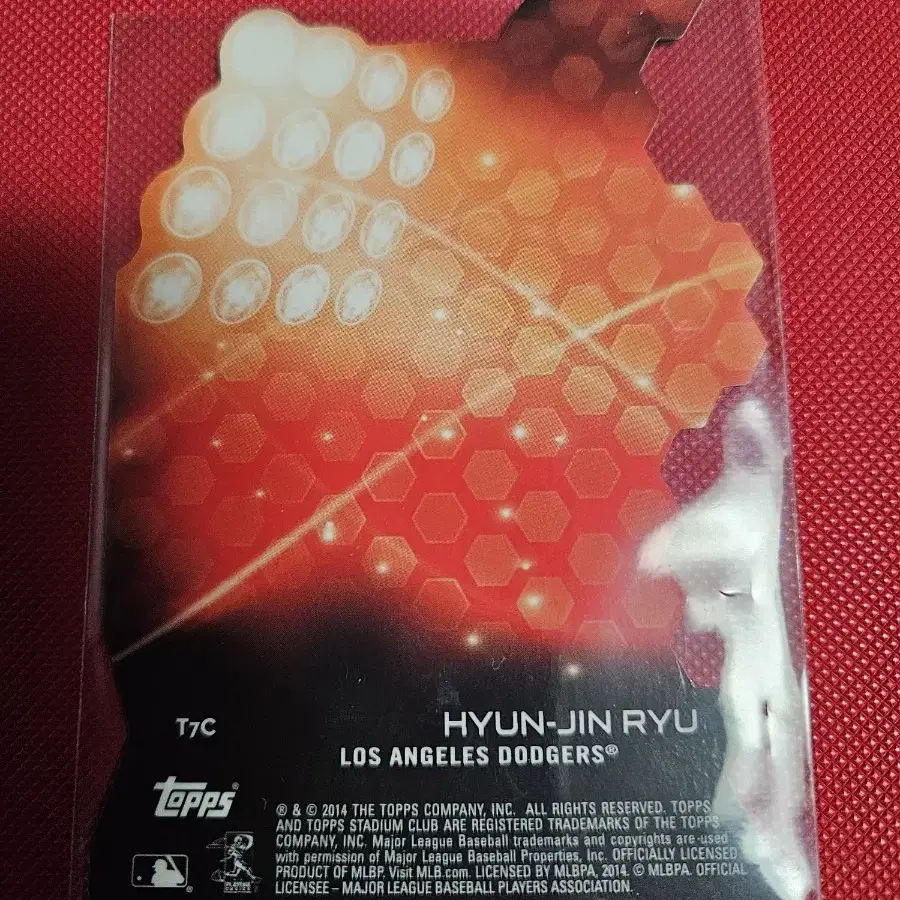 T7C
HYUN-JIN RYU
LOS ANGELES DODGERS®
topps®
® & © 2014 THE TOPPS COMPANY, INC. ALL RIGHTS RESERVED. TOPPS
AND TOPPS STADIUM CLUB ARE REGISTERED TRADEMARKS OF THE TOPPS
COMPANY, INC. Major League Baseball trademarks and copyrights are used
with permission of Major League Baseball Properties, Inc. OFFICIALLY LICENSED
PRODUCT OF MLBP. Visit MLB.com. LICENSED BY MLBPA, 2014. © MLBPA. OFFICIAL
LICENSEE – MAJOR LEAGUE BASEBALL PLAYERS ASSOCIATION.